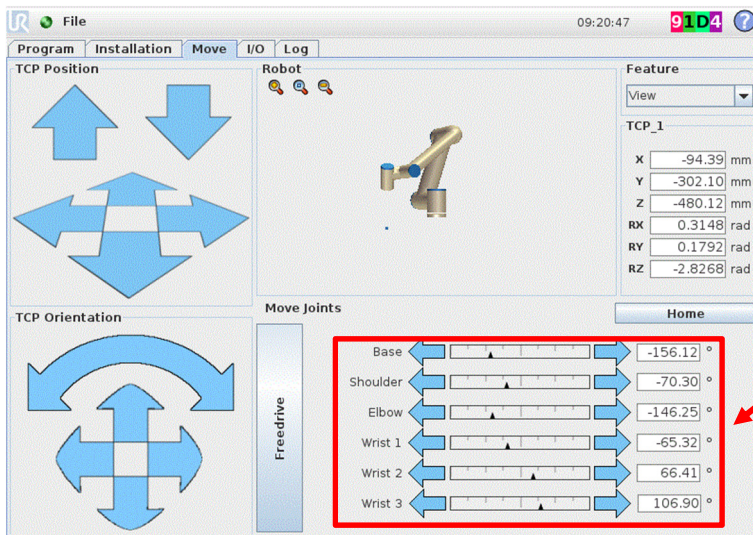 UR File 09:20:47 91D4 ?
Program Installation Move I/O Log
TCP Position
Robot
Feature
View
TCP_1
X -94.39 mm
Y -302.10 mm
Z -480.12 mm
RX 0.3148 rad
RY 0.1792 rad
RZ -2.8268 rad
TCP Orientation
Move Joints
Home
Freedrive
Base -156.12 °
Shoulder -70.30 °
Elbow -146.25 °
Wrist 1 -65.32 °
Wrist 2 66.41 °
Wrist 3 106.90 °